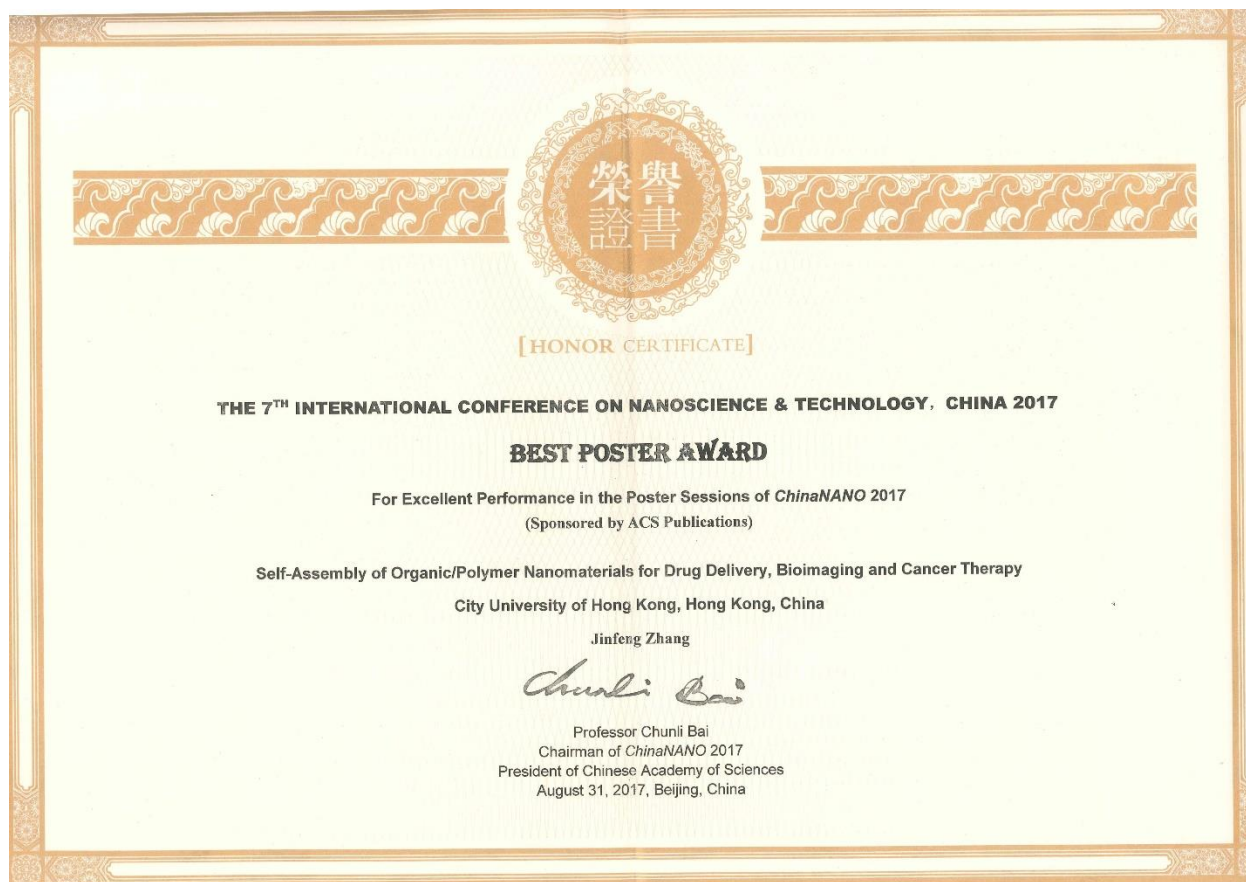 榮譽
證書
[HONOR CERTIFICATE]
THE 7TH INTERNATIONAL CONFERENCE ON NANOSCIENCE & TECHNOLOGY, CHINA 2017
BEST POSTER AWARD
For Excellent Performance in the Poster Sessions of ChinaNANO 2017
(Sponsored by ACS Publications)
Self-Assembly of Organic/Polymer Nanomaterials for Drug Delivery, Bioimaging and Cancer Therapy
City University of Hong Kong, Hong Kong, China
Jinfeng Zhang
Chunli Bai
Professor Chunli Bai
Chairman of ChinaNANO 2017
President of Chinese Academy of Sciences
August 31, 2017, Beijing, China